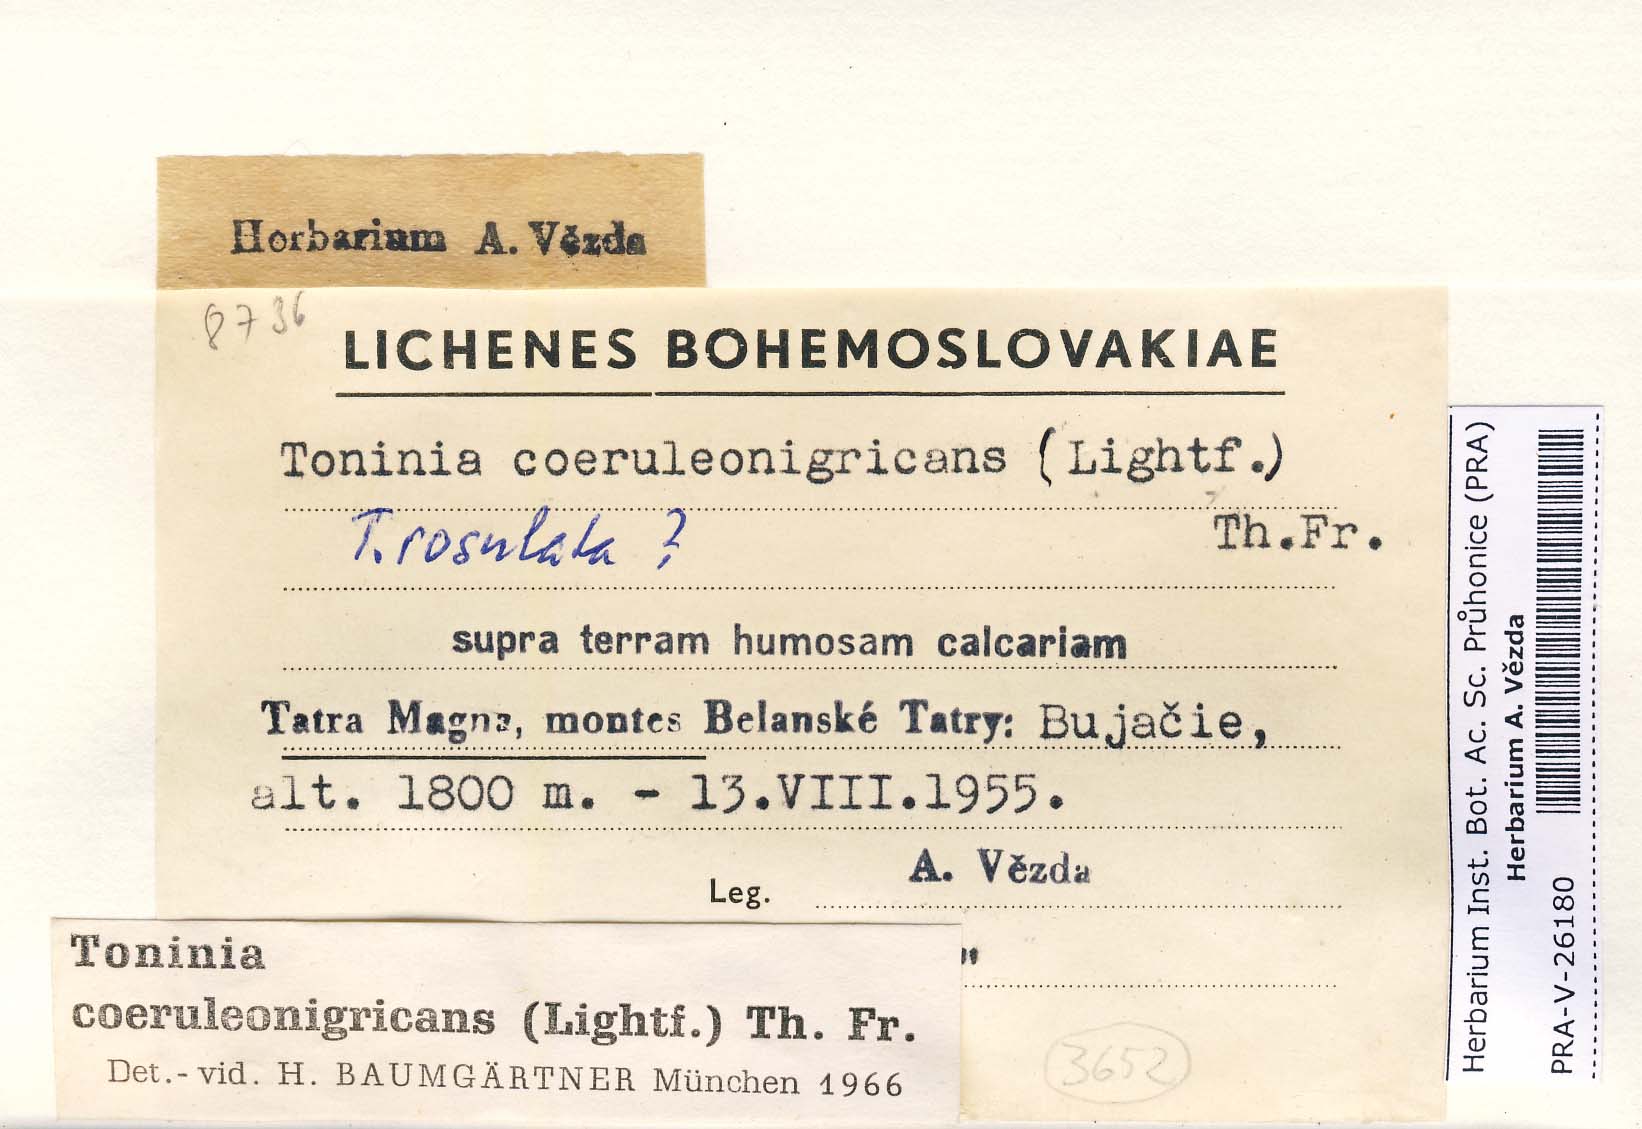 Herbarium A. Vězda
8736
LICHENES BOHEMOSLOVAKIAE
Toninia coeruleonigricans (Lightf.)
Th.Fr.
T. rosulata ?
supra terram humosam calcariam
Tatra Magna, montes Belanské Tatry: Bujačie,
alt. 1800 m. - 13.VIII.1955.
Leg. A. Vězda
"
Toninia
coeruleonigricans (Lightf.) Th. Fr.
Det.- vid. H. BAUMGÄRTNER München 1966
3652
Herbarium Inst. Bot. Ac. Sc. Průhonice (PRA)
Herbarium A. Vězda
PRA-V-26180